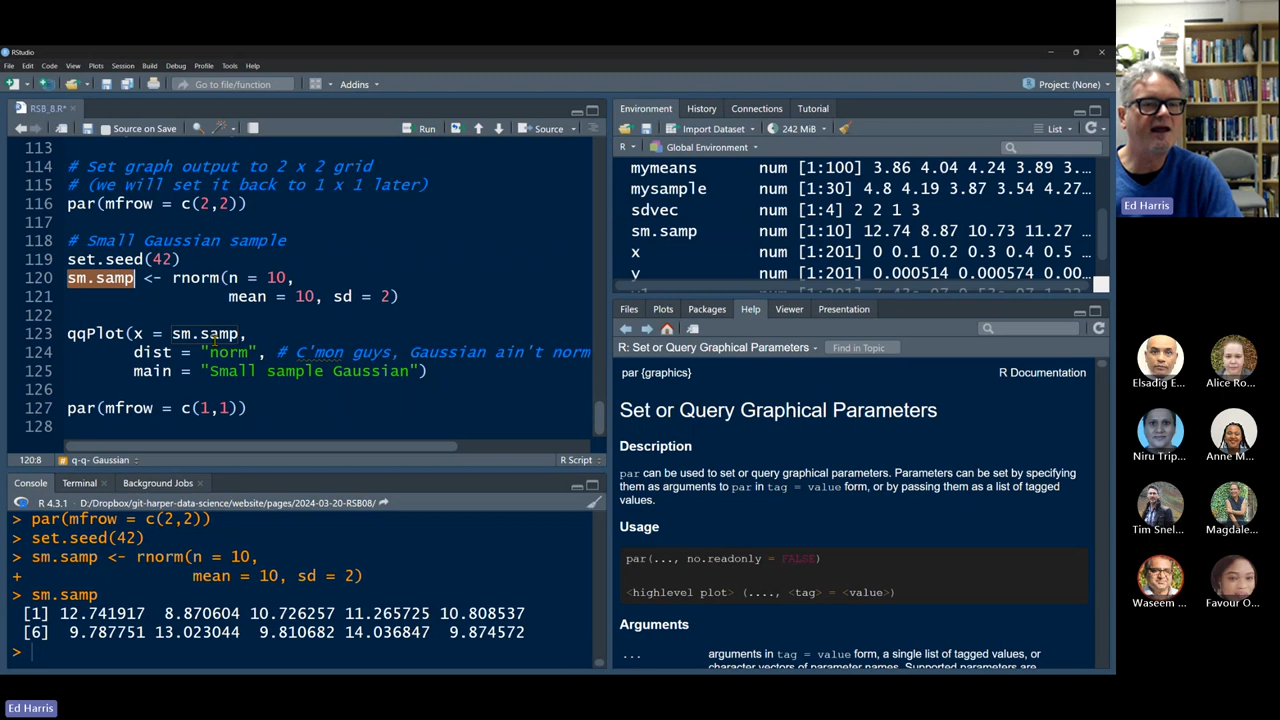 RStudio
File Edit Code View Plots Session Build Debug Profile Tools Help
Go to file/function
Addins
Project: (None)
RSB_8.R*
Source on Save
Run
Source
113
114 # Set graph output to 2 x 2 grid
115 # (we will set it back to 1 x 1 later)
116 par(mfrow = c(2,2))
117
118 # Small Gaussian sample
119 set.seed(42)
120 sm.samp <- rnorm(n = 10,
121 mean = 10, sd = 2)
122
123 qqPlot(x = sm.samp,
124 dist = "norm", # C'mon guys, Gaussian ain't norm
125 main = "Small sample Gaussian")
126
127 par(mfrow = c(1,1))
128
120:8 q-q- Gaussian R Script
Console Terminal Background Jobs
R 4.3.1 · D:/Dropbox/git-harper-data-science/website/pages/2024-03-20-RSB08/
> par(mfrow = c(2,2))
> set.seed(42)
> sm.samp <- rnorm(n = 10,
+ mean = 10, sd = 2)
> sm.samp
[1] 12.741917 8.870604 10.726257 11.265725 10.808537
[6] 9.787751 13.023044 9.810682 14.036847 9.874572
>
Environment History Connections Tutorial
Import Dataset 242 MiB List
R Global Environment
mymeans num [1:100] 3.86 4.04 4.24 3.89 3....
mysample num [1:30] 4.8 4.19 3.87 3.54 4.27...
sdvec num [1:4] 2 2 1 3
sm.samp num [1:10] 12.74 8.87 10.73 11.27 ...
x num [1:201] 0 0.1 0.2 0.3 0.4 0.5 ...
y num [1:201] 0.000514 0.000574 0.00...
Files Plots Packages Help Viewer Presentation
R: Set or Query Graphical Parameters
Find in Topic
par {graphics} R Documentation
Set or Query Graphical Parameters
Description
par can be used to set or query graphical parameters. Parameters can be set by specifying
them as arguments to par in tag = value form, or by passing them as a list of tagged
values.
Usage
par(..., no.readonly = FALSE)
<highlevel plot> (...., <tag> = <value>)
Arguments
... arguments in tag = value form, a single list of tagged values, or
character vectors of parameter names. Supported parameters are
Ed Harris
Elsadig E...
Alice Ro...
Niru Trip...
Anne M...
Tim Snel...
Magdale...
Waseem ...
Favour O...
Ed Harris